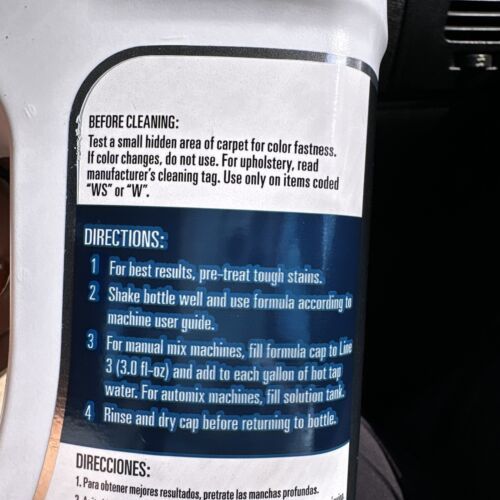 BEFORE CLEANING:
Test a small hidden area of carpet for color fastness.
If color changes, do not use. For upholstery, read
manufacturer's cleaning tag. Use only on items coded
"WS" or "W".
DIRECTIONS:
1 For best results, pre-treat tough stains.
2 Shake bottle well and use formula according to
machine user guide.
3 For manual mix machines, fill formula cap to Line
3 (3.0 fl-oz) and add to each gallon of hot tap
water. For automix machines, fill solution tank.
4 Rinse and dry cap before returning to bottle.
DIRECCIONES:
1. Para obtener mejores resultados, pretrate las manchas profundas.